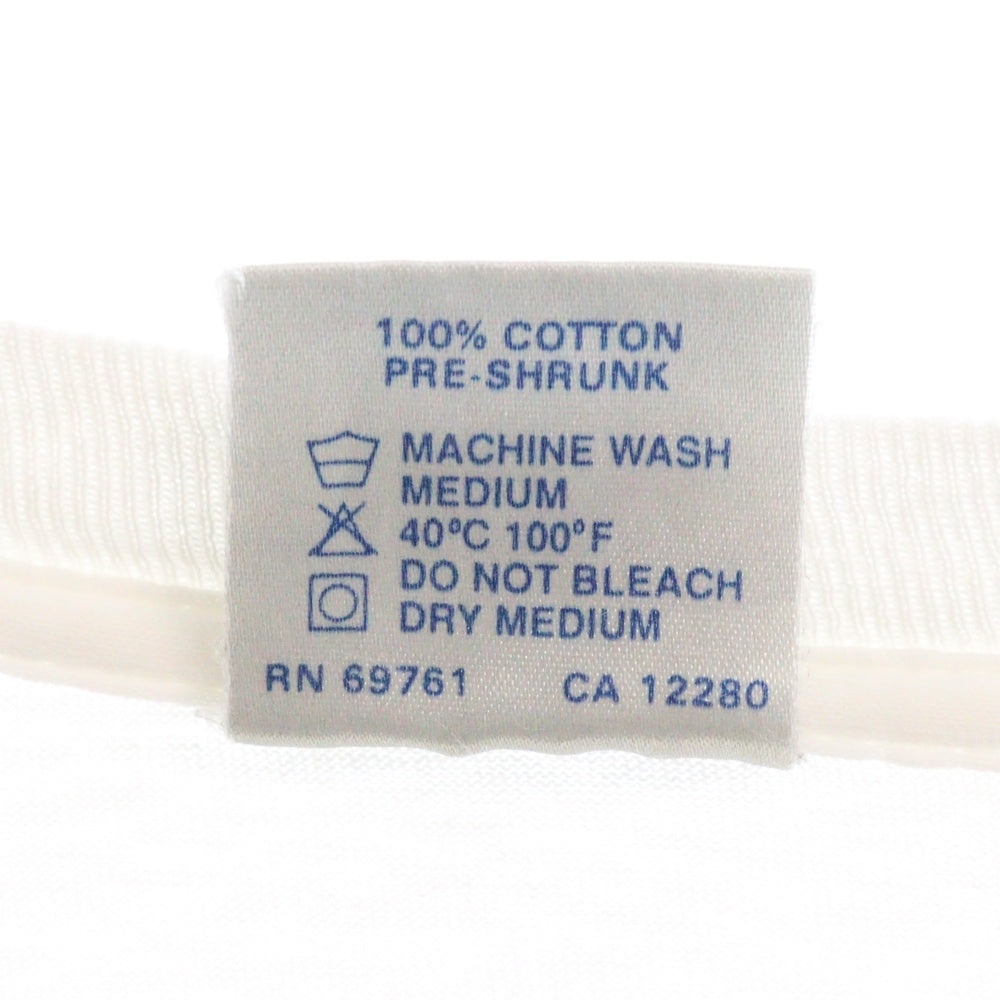 100% COTTON
PRE-SHRUNK
MACHINE WASH
MEDIUM
40°C 100°F
DO NOT BLEACH
DRY MEDIUM
RN 69761 CA 12280